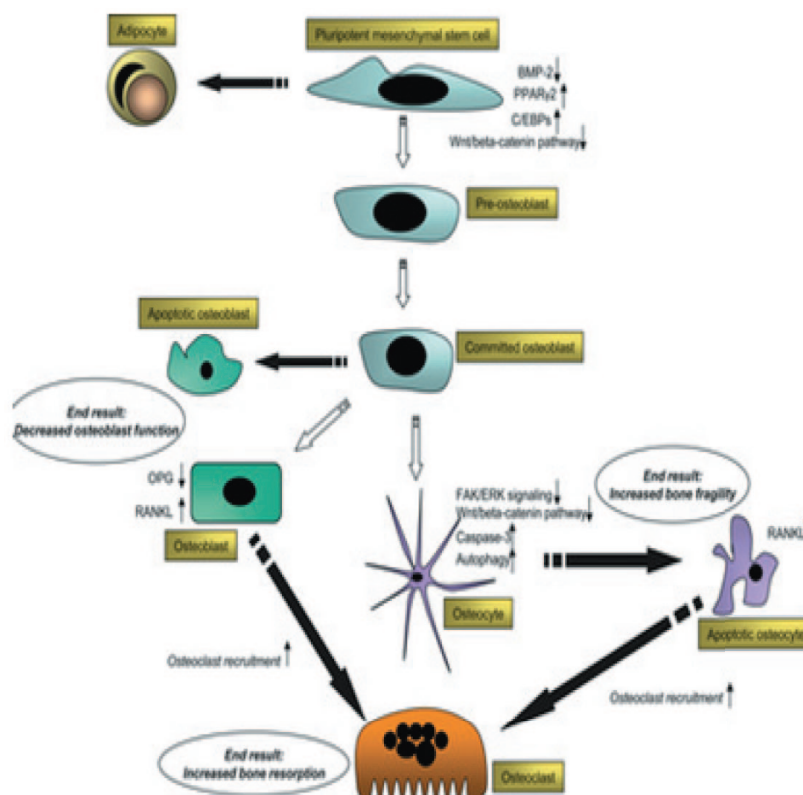 Adipocyte
Pluripotent mesenchymal stem cell
BMP-2
PPARγ2
C/EBPs
Wnt/beta-catenin pathway
Pre-osteoblast
Apoptotic osteoblast
Committed osteoblast
End result:
Decreased osteoblast function
OPG
RANKL
Osteoblast
FAK/ERK signaling
Wnt/beta-catenin pathway
Caspase-3
Autophagy
Osteocyte
End result:
Increased bone fragility
RANKL
Apoptotic osteocyte
Osteoclast recruitment
Osteoclast recruitment
End result:
Increased bone resorption
Osteoclast